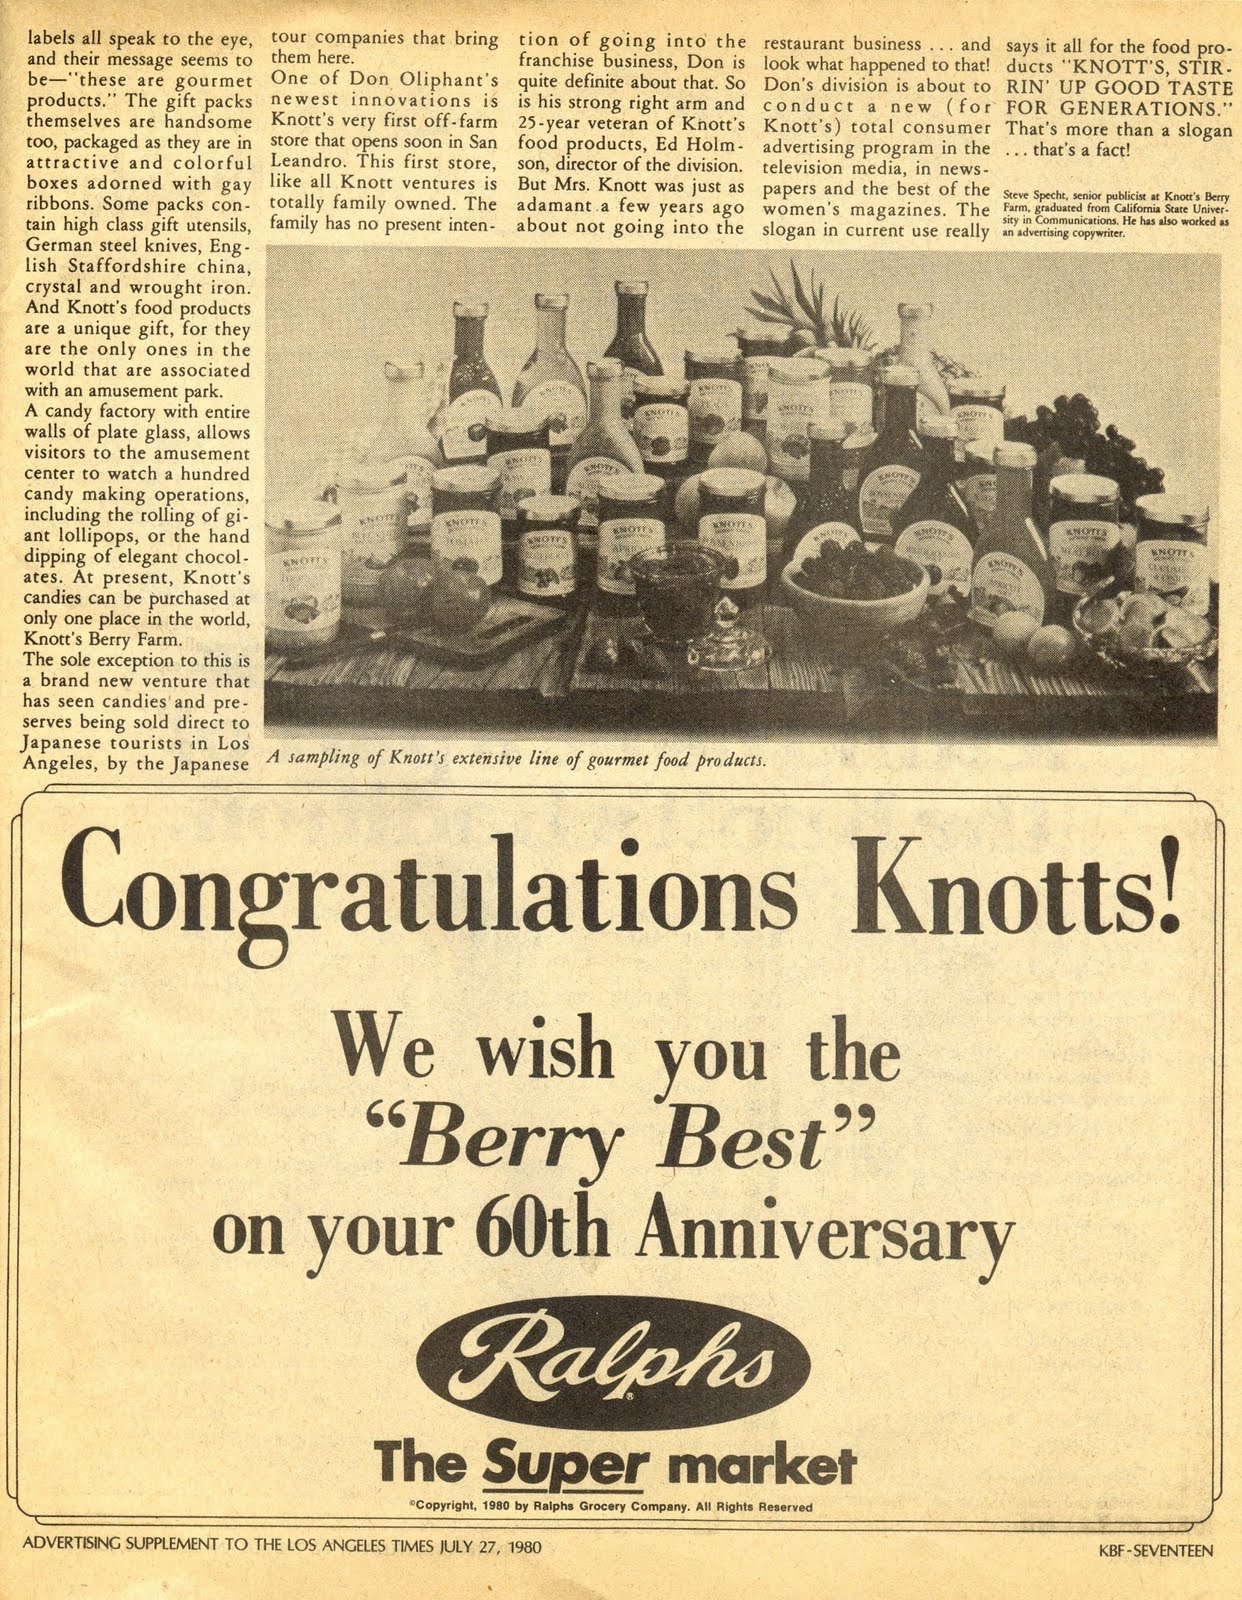 labels all speak to the eye,
and their message seems to
be—"these are gourmet
products." The gift packs
themselves are handsome
too, packaged as they are in
attractive and colorful
boxes adorned with gay
ribbons. Some packs con-
tain high class gift utensils,
German steel knives, Eng-
lish Staffordshire china,
crystal and wrought iron.
And Knott's food products
are a unique gift, for they
are the only ones in the
world that are associated
with an amusement park.
A candy factory with entire
walls of plate glass, allows
visitors to the amusement
center to watch a hundred
candy making operations,
including the rolling of gi-
ant lollipops, or the hand
dipping of elegant chocol-
ates. At present, Knott's
candies can be purchased at
only one place in the world,
Knott's Berry Farm.
The sole exception to this is
a brand new venture that
has seen candies and pre-
serves being sold direct to
Japanese tourists in Los
Angeles, by the Japanese
tour companies that bring
them here.
One of Don Oliphant's
newest innovations is
Knott's very first off-farm
store that opens soon in San
Leandro. This first store,
like all Knott ventures is
totally family owned. The
family has no present inten-
tion of going into the
franchise business, Don is
quite definite about that. So
is his strong right arm and
25-year veteran of Knott's
food products, Ed Holm-
son, director of the division.
But Mrs. Knott was just as
adamant a few years ago
about not going into the
restaurant business ... and
look what happened to that!
Don's division is about to
conduct a new (for
Knott's) total consumer
advertising program in the
television media, in news-
papers and the best of the
women's magazines. The
slogan in current use really
says it all for the food pro-
ducts "KNOTT'S, STIR-
RIN' UP GOOD TASTE
FOR GENERATIONS."
That's more than a slogan
... that's a fact!
Steve Specht, senior publicist at Knott's Berry
Farm, graduated from California State Univer-
sity in Communications. He has also worked as
an advertising copywriter.
KNOTT'S
KNOTT'S
KNOTT'S
KNOTT'S
KNOTT'S
KNOTT'S
A sampling of Knott's extensive line of gourmet food products.
Congratulations Knotts!
We wish you the
"Berry Best"
on your 60th Anniversary
Ralphs®
The Super market
©Copyright, 1980 by Ralphs Grocery Company. All Rights Reserved
ADVERTISING SUPPLEMENT TO THE LOS ANGELES TIMES JULY 27, 1980
KBF-SEVENTEEN